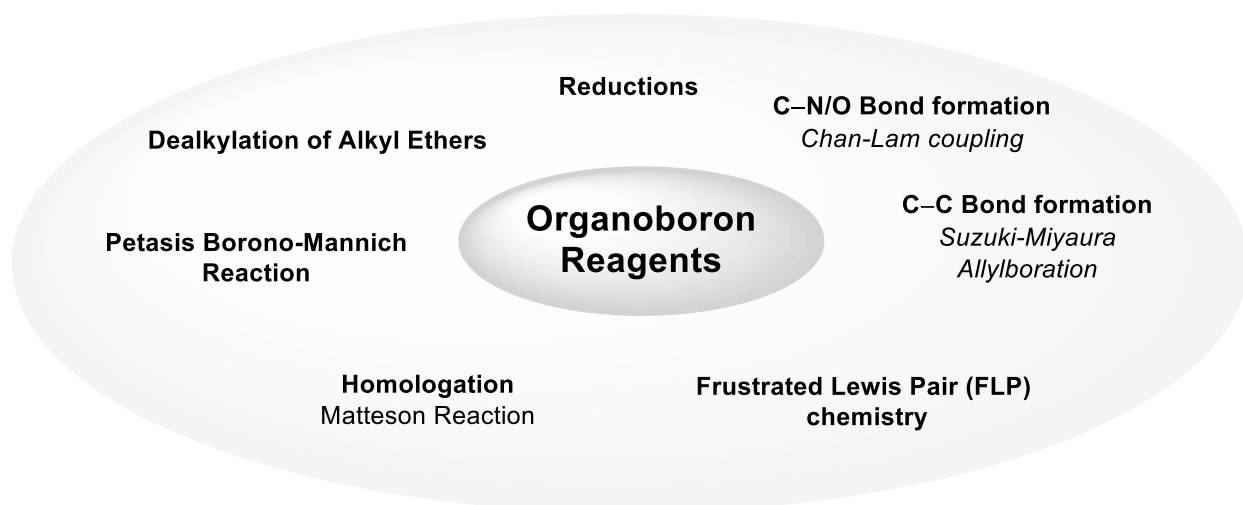 Reductions
C–N/O Bond formation
Chan-Lam coupling
Dealkylation of Alkyl Ethers
C–C Bond formation
Suzuki-Miyaura
Allylboration
Organoboron
Reagents
Petasis Borono-Mannich
Reaction
Homologation
Matteson Reaction
Frustrated Lewis Pair (FLP)
chemistry